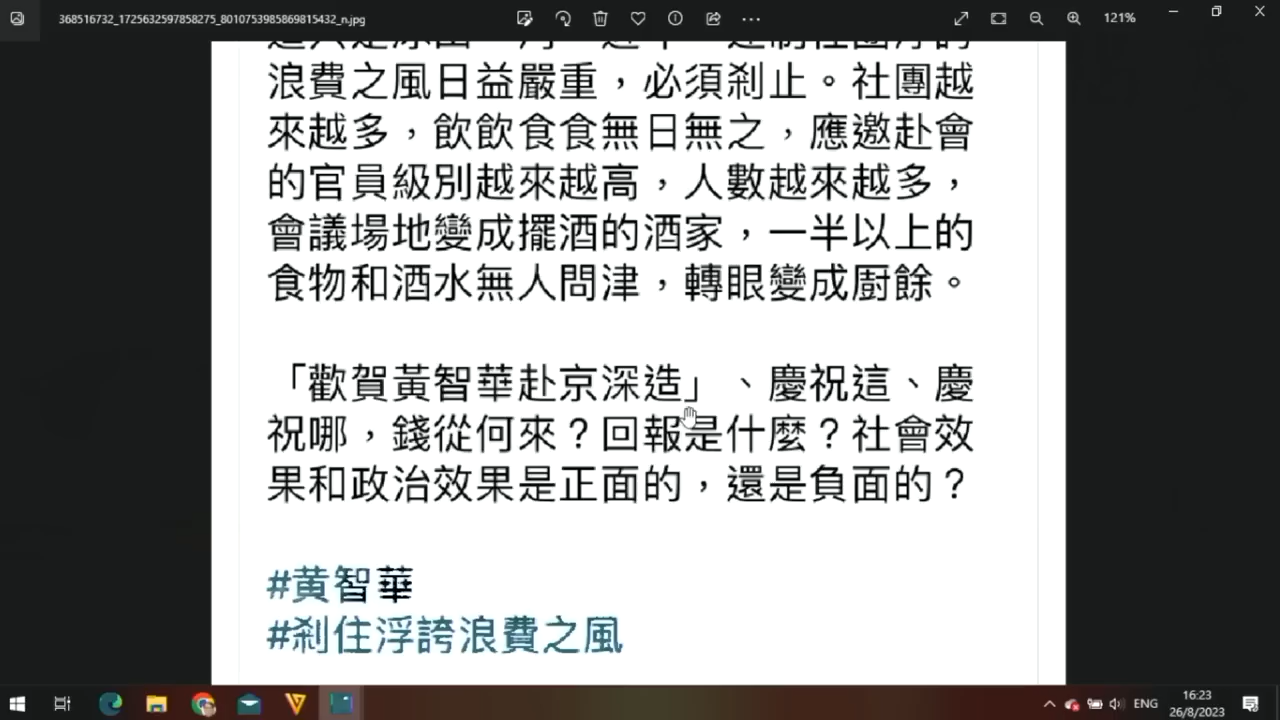 368516732_1725632597858275_8010753985869815432_n.jpg
121%
浪費之風日益嚴重，必須剎止。社團越
來越多，飲飲食食無日無之，應邀赴會
的官員級別越來越高，人數越來越多，
會議場地變成擺酒的酒家，一半以上的
食物和酒水無人問津，轉眼變成廚餘。
「歡賀黃智華赴京深造」、慶祝這、慶
祝哪，錢從何來？回報是什麼？社會效
果和政治效果是正面的，還是負面的？
#黄智華
#剎住浮誇浪費之風
ENG
16:23
26/8/2023